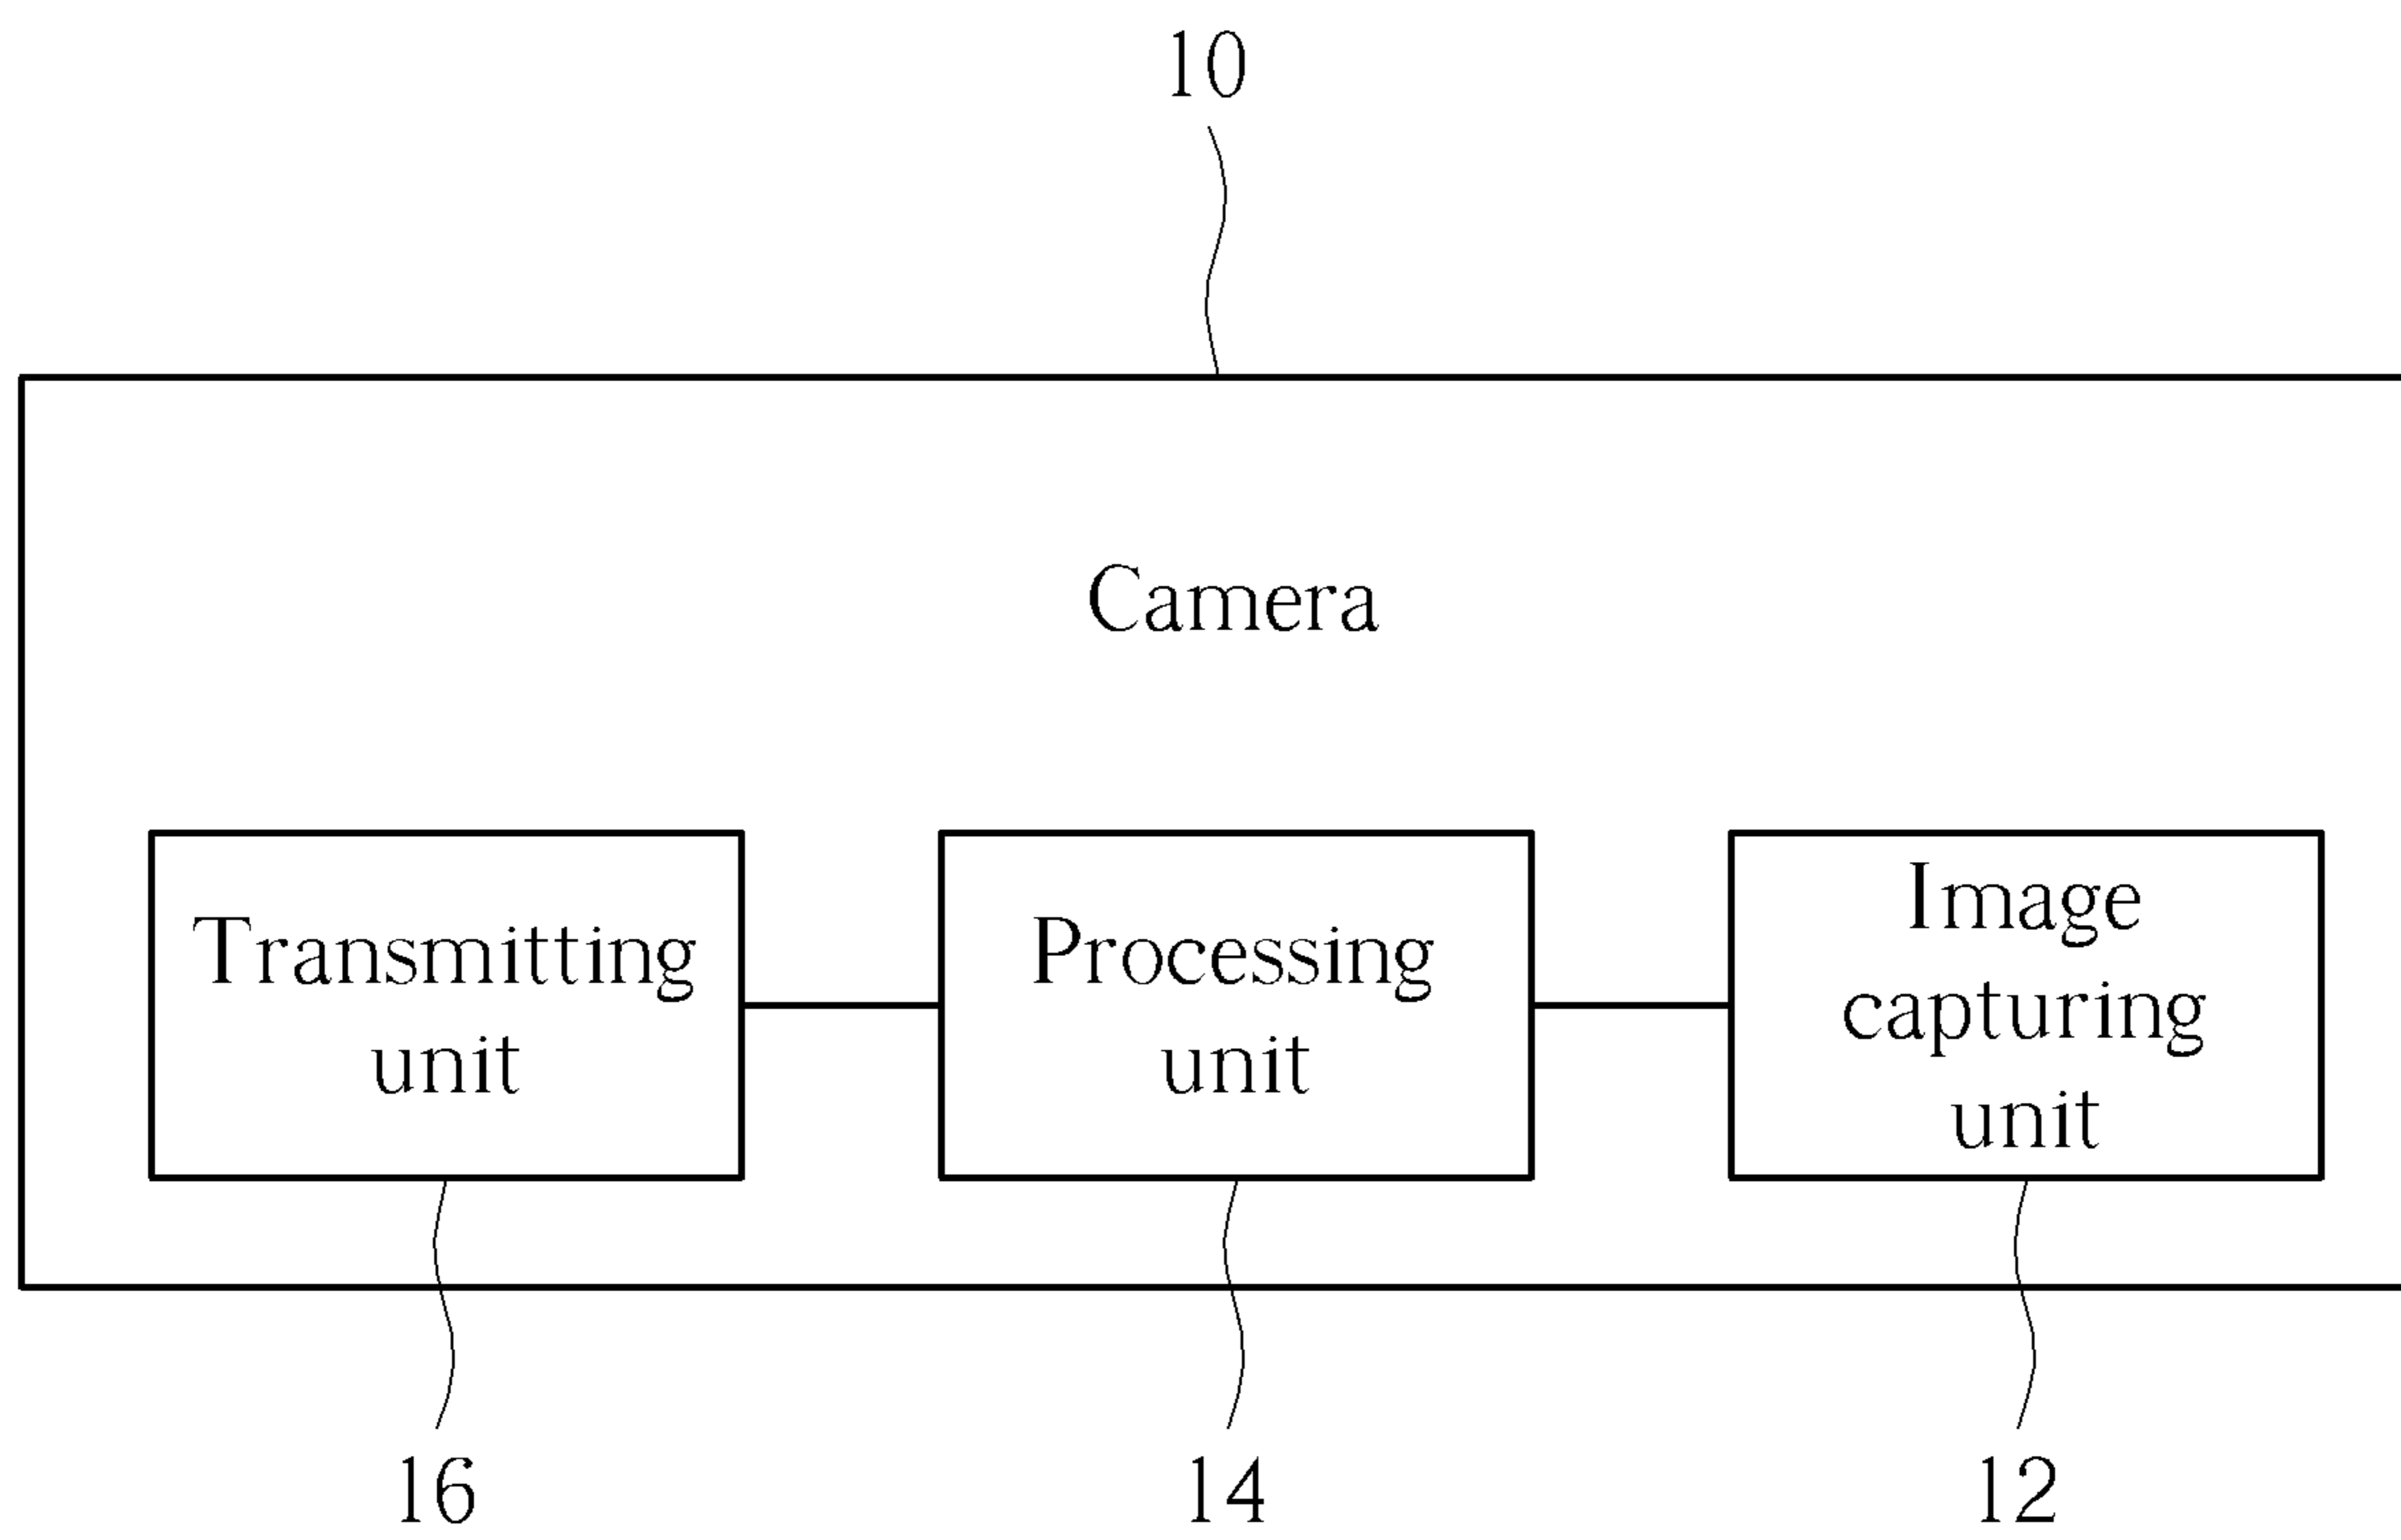 10
Camera
Transmitting
unit
Processing
unit
Image
capturing
unit
16
14
12